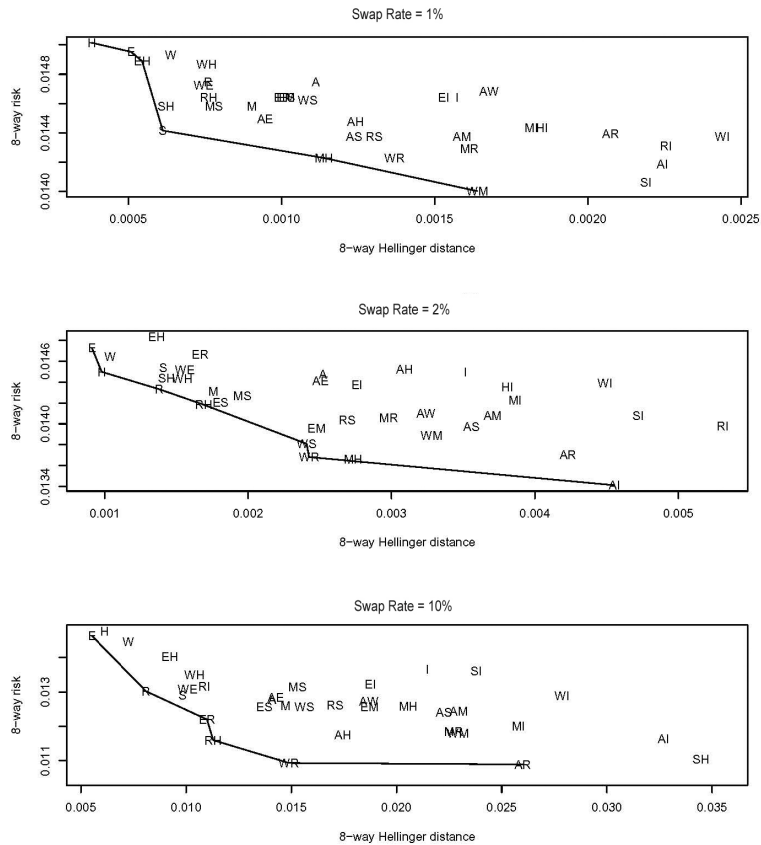 Swap Rate = 1%
8−way risk
0.0140 0.0144 0.0148
H E EH W WH R WE RH SH MS S M AE A WS AH AS RS MH WR EI I AW AM MR WM MI HI AR RI WI AI SI
0.0005 0.0010 0.0015 0.0020 0.0025
8−way Hellinger distance
Swap Rate = 2%
8−way risk
0.0134 0.0140 0.0146
E H W EH ER S WE SH WH R M RH ES MS A AE EM RS WS WR MH EI AH MR AW WM I AS AM HI MI AR WI SI RI AI
0.001 0.002 0.003 0.004 0.005
8−way Hellinger distance
Swap Rate = 10%
8−way risk
0.011 0.013
E H W EH WH WE RI S R ER RH ES AE M MS WS WR RS AH EI AW EM MH I AS AM MR WM SI MI AR WI AI SH
0.005 0.010 0.015 0.020 0.025 0.030 0.035
8−way Hellinger distance